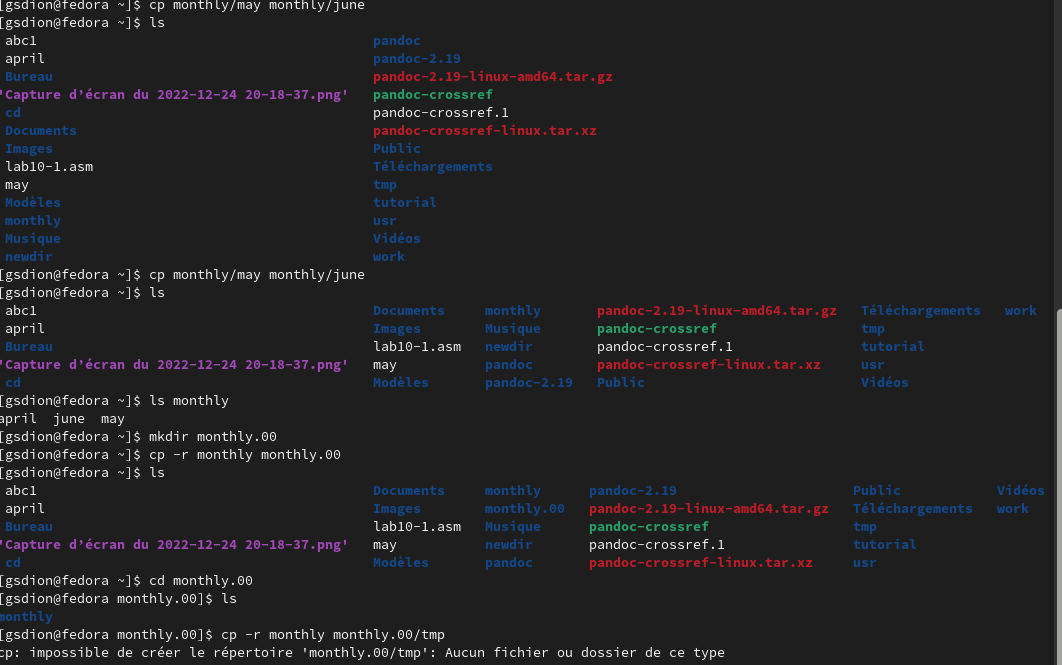 [gsdion@fedora ~]$ cp monthly/may monthly/june
[gsdion@fedora ~]$ ls
abc1 pandoc
april pandoc-2.19
Bureau pandoc-2.19-linux-amd64.tar.gz
'Capture d’écran du 2022-12-24 20-18-37.png' pandoc-crossref
cd pandoc-crossref.1
Documents pandoc-crossref-linux.tar.xz
Images Public
lab10-1.asm Téléchargements
may tmp
Modèles tutorial
monthly usr
Musique Vidéos
newdir work
[gsdion@fedora ~]$ cp monthly/may monthly/june
[gsdion@fedora ~]$ ls
abc1 Documents monthly pandoc-2.19-linux-amd64.tar.gz Téléchargements work
april Images Musique pandoc-crossref tmp
Bureau lab10-1.asm newdir pandoc-crossref.1 tutorial
'Capture d’écran du 2022-12-24 20-18-37.png' may pandoc pandoc-crossref-linux.tar.xz usr
cd Modèles pandoc-2.19 Public Vidéos
[gsdion@fedora ~]$ ls monthly
april june may
[gsdion@fedora ~]$ mkdir monthly.00
[gsdion@fedora ~]$ cp -r monthly monthly.00
[gsdion@fedora ~]$ ls
abc1 Documents monthly pandoc-2.19 Public Vidéos
april Images monthly.00 pandoc-2.19-linux-amd64.tar.gz Téléchargements work
Bureau lab10-1.asm Musique pandoc-crossref tmp
'Capture d’écran du 2022-12-24 20-18-37.png' may newdir pandoc-crossref.1 tutorial
cd Modèles pandoc pandoc-crossref-linux.tar.xz usr
[gsdion@fedora ~]$ cd monthly.00
[gsdion@fedora monthly.00]$ ls
monthly
[gsdion@fedora monthly.00]$ cp -r monthly monthly.00/tmp
cp: impossible de créer le répertoire 'monthly.00/tmp': Aucun fichier ou dossier de ce type